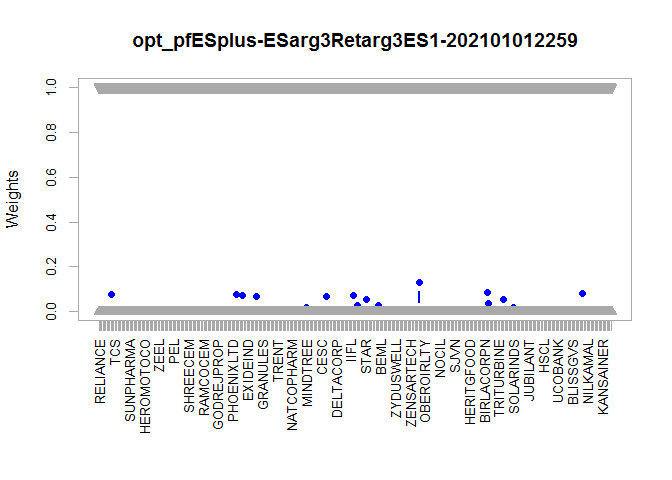 opt_pfESplus-ESarg3Retarg3ES1-202101012259
Weights
1.0
0.8
0.6
0.4
0.2
0.0
RELIANCE
TCS
SUNPHARMA
HEROMOTOCO
ZEEL
PEL
SHREECEM
RAMCOCEM
GODREJPROP
PHOENIXLTD
EXIDEIND
GRANULES
TRENT
NATCOPHARM
MINDTREE
CESC
DELTACORP
IIFL
STAR
BEML
ZYDUSWELL
ZENSARTECH
OBEROIRLTY
NOCIL
SJVN
HERITGFOOD
BIRLACORPN
TRITURBINE
SOLARINDS
JUBILANT
HSCL
UCOBANK
BLISSGVS
NILKAMAL
KANSAINER